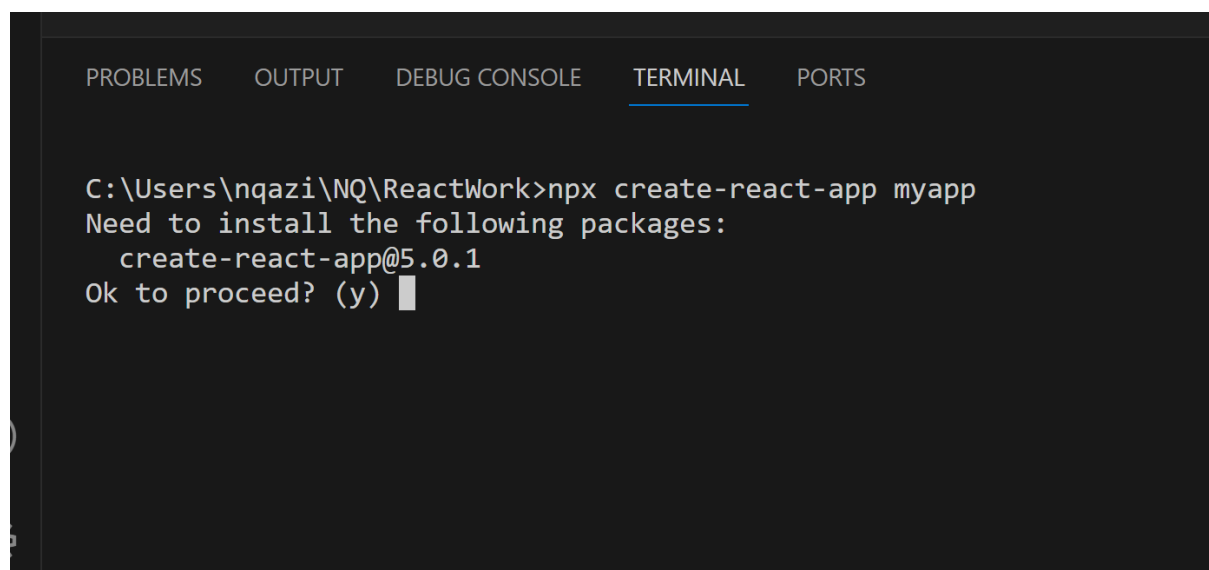 PROBLEMS OUTPUT DEBUG CONSOLE TERMINAL PORTS
C:\Users\nqazi\NQ\ReactWork>npx create-react-app myapp
Need to install the following packages:
  create-react-app@5.0.1
Ok to proceed? (y)